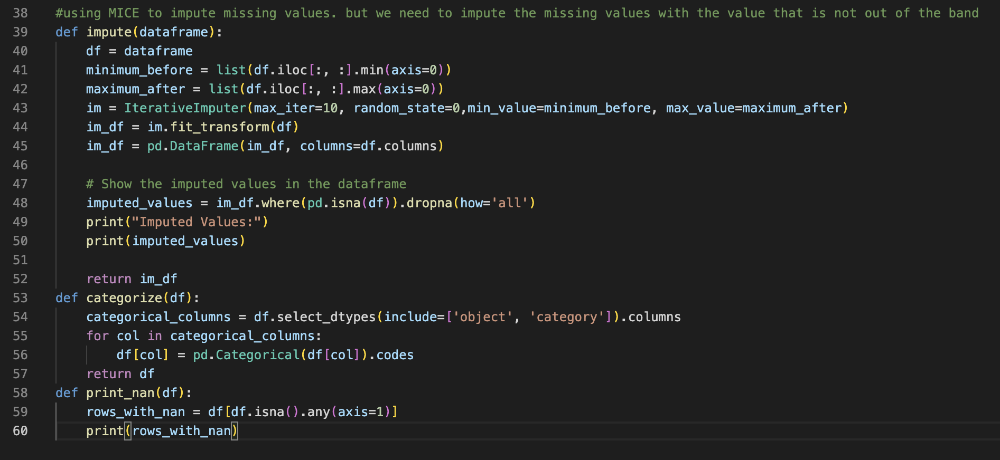 38 #using MICE to impute missing values. but we need to impute the missing values with the value that is not out of the band
39 def impute(dataframe):
40     df = dataframe
41     minimum_before = list(df.iloc[:, :].min(axis=0))
42     maximum_after = list(df.iloc[:, :].max(axis=0))
43     im = IterativeImputer(max_iter=10, random_state=0,min_value=minimum_before, max_value=maximum_after)
44     im_df = im.fit_transform(df)
45     im_df = pd.DataFrame(im_df, columns=df.columns)
46
47     # Show the imputed values in the dataframe
48     imputed_values = im_df.where(pd.isna(df)).dropna(how='all')
49     print("Imputed Values:")
50     print(imputed_values)
51
52     return im_df
53 def categorize(df):
54     categorical_columns = df.select_dtypes(include=['object', 'category']).columns
55     for col in categorical_columns:
56         df[col] = pd.Categorical(df[col]).codes
57     return df
58 def print_nan(df):
59     rows_with_nan = df[df.isna().any(axis=1)]
60     print(rows_with_nan)